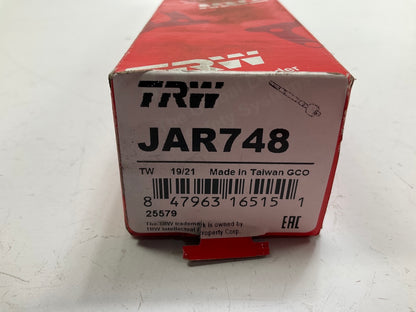 TRW
JAR748
TW 19/21 Made In Taiwan GCO
8 47963 16515 1
25579
The TRW trademark is owned by
TRW Intellectual
Property Corp.
EAC